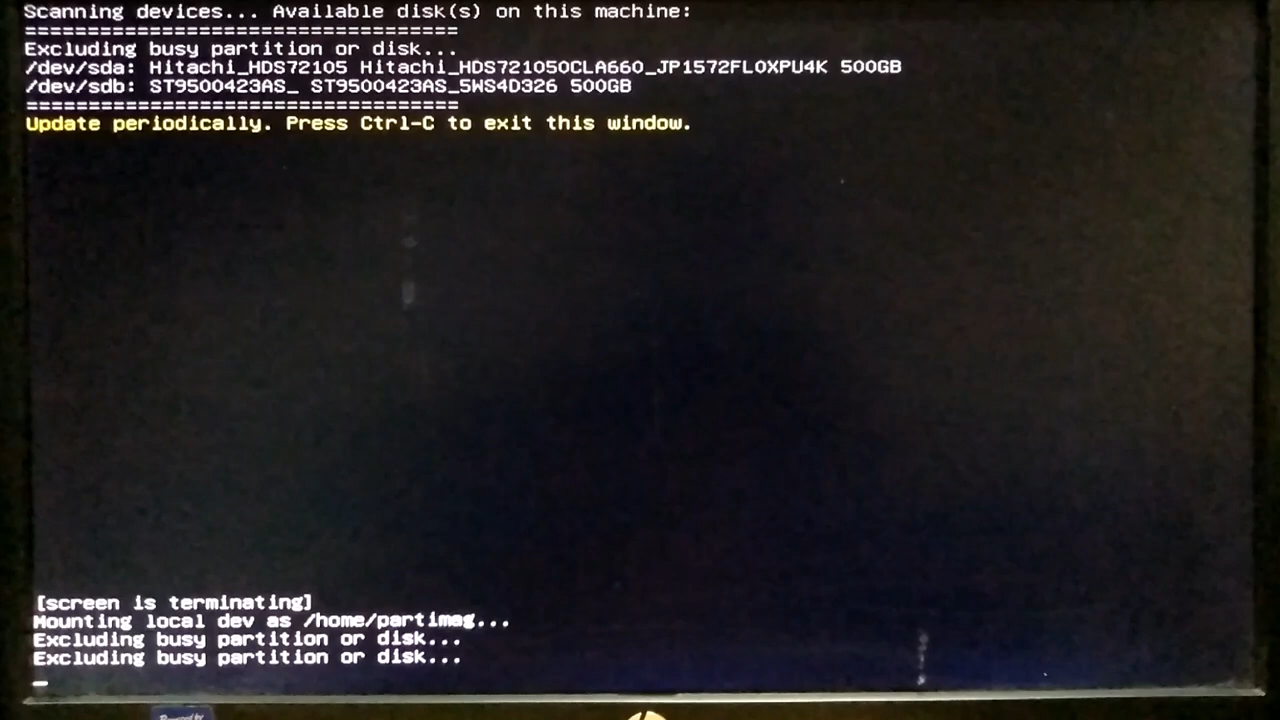 Scanning devices... Available disk(s) on this machine:
===================================
Excluding busy partition or disk...
/dev/sda: Hitachi_HDS72105 Hitachi_HDS721050CLA660_JP1572FL0XPU4K 500GB
/dev/sdb: ST9500423AS_ ST9500423AS_5WS4D326 500GB
===================================
Update periodically. Press Ctrl-C to exit this window.
[screen is terminating]
Mounting local dev as /home/partimag...
Excluding busy partition or disk...
Excluding busy partition or disk...
Powered by